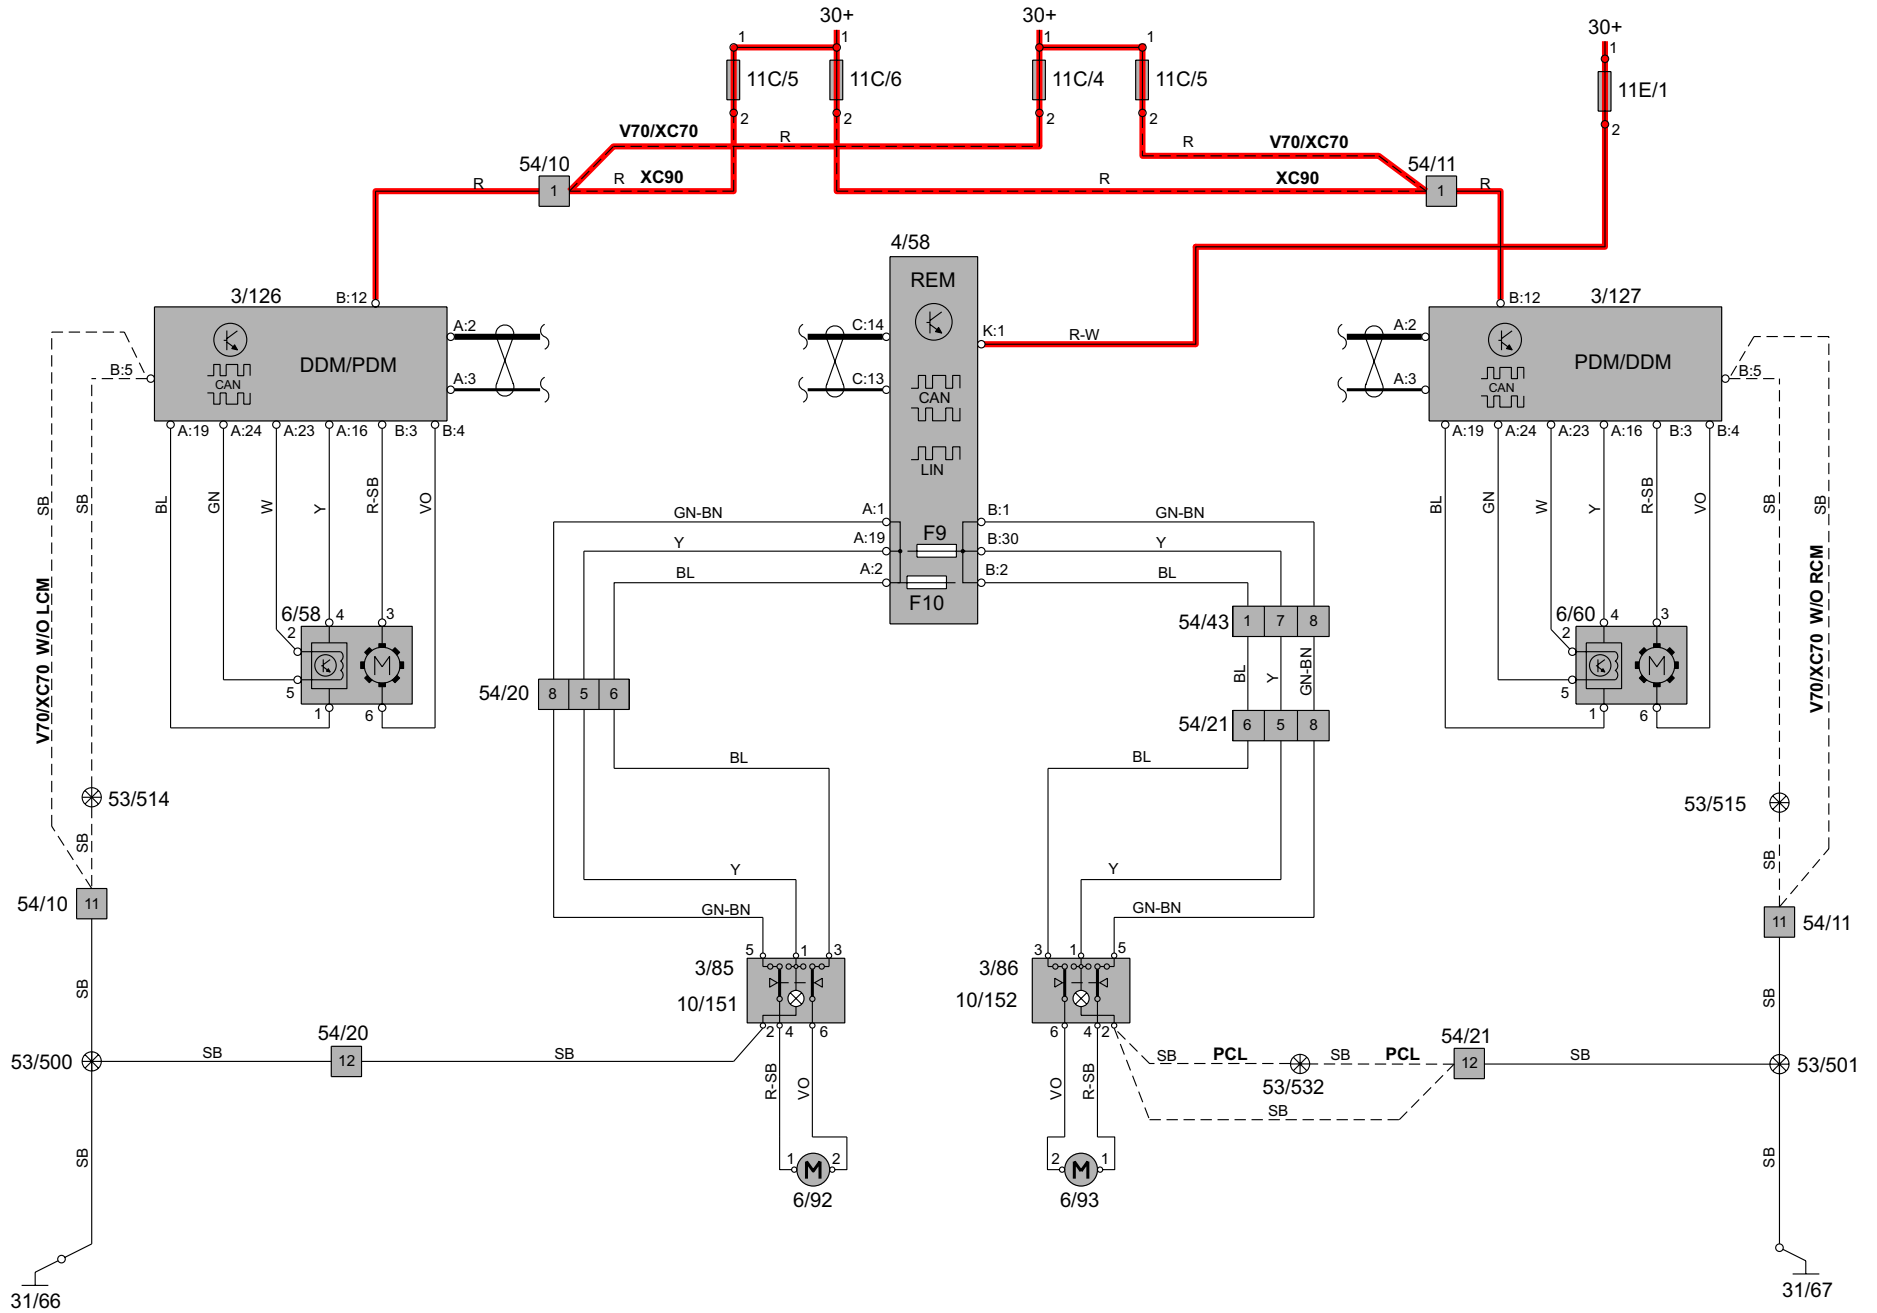 30+ 30+ 30+
1 1 1 1 1
11C/5 11C/6 11C/4 11C/5 11E/1
2 2 2 2 2
V70/XC70 R R V70/XC70
54/10 54/11
R 1 R XC90 R XC90 1 R
4/58
REM
3/126 B:12 B:12 3/127
A:2 C:14 K:1 R-W A:2
DDM/PDM PDM/DDM
B:5 CAN A:3 C:13 CAN A:3 CAN B:5
A:19 A:24 A:23 A:16 B:3 B:4 A:19 A:24 A:23 A:16 B:3 B:4
LIN
SB SB BL GN W Y R-SB VO BL GN W Y R-SB VO SB SB
GN-BN A:1 B:1 GN-BN
Y A:19 F9 B:30 Y
BL A:2 B:2 BL
F10
V70/XC70 W/O LCM V70/XC70 W/O RCM
6/58 4 3 6/60 4 3
2 M 2 M
5 5
1 6 1 6
54/43 1 7 8
BL Y GN-BN
54/20 8 5 6
54/21 6 5 8
BL BL
53/514 53/515
SB SB
Y Y
54/10 11 GN-BN GN-BN 11 54/11
5 1 3 3 1 5
3/85 3/86
10/151 10/152
SB SB
2 4 6 6 4 2
54/20 54/21
53/500 SB 12 SB SB PCL SB PCL 12 SB 53/501
53/532
R-SB VO VO R-SB SB
SB SB
1 M 2 2 M 1
6/92 6/93
31/66 31/67